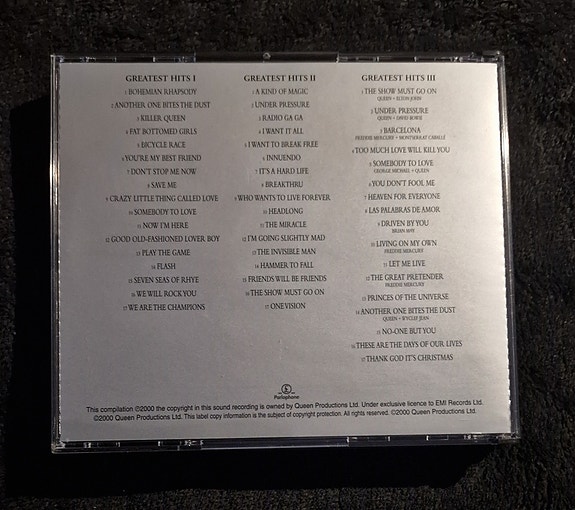 GREATEST HITS I
1 BOHEMIAN RHAPSODY
2 ANOTHER ONE BITES THE DUST
3 KILLER QUEEN
4 FAT BOTTOMED GIRLS
5 BICYCLE RACE
6 YOU'RE MY BEST FRIEND
7 DON'T STOP ME NOW
8 SAVE ME
9 CRAZY LITTLE THING CALLED LOVE
10 SOMEBODY TO LOVE
11 NOW I'M HERE
12 GOOD OLD-FASHIONED LOVER BOY
13 PLAY THE GAME
14 FLASH
15 SEVEN SEAS OF RHYE
16 WE WILL ROCK YOU
17 WE ARE THE CHAMPIONS
GREATEST HITS II
1 A KIND OF MAGIC
2 UNDER PRESSURE
3 RADIO GA GA
4 I WANT IT ALL
5 I WANT TO BREAK FREE
6 INNUENDO
7 IT'S A HARD LIFE
8 BREAKTHRU
9 WHO WANTS TO LIVE FOREVER
10 HEADLONG
11 THE MIRACLE
12 I'M GOING SLIGHTLY MAD
13 THE INVISIBLE MAN
14 HAMMER TO FALL
15 FRIENDS WILL BE FRIENDS
16 THE SHOW MUST GO ON
17 ONE VISION
GREATEST HITS III
1 THE SHOW MUST GO ON
QUEEN + ELTON JOHN
2 UNDER PRESSURE
QUEEN + DAVID BOWIE
3 BARCELONA
FREDDIE MERCURY + MONTSERRAT CABALLÉ
4 TOO MUCH LOVE WILL KILL YOU
5 SOMEBODY TO LOVE
GEORGE MICHAEL + QUEEN
6 YOU DON'T FOOL ME
7 HEAVEN FOR EVERYONE
8 LAS PALABRAS DE AMOR
9 DRIVEN BY YOU
BRIAN MAY
10 LIVING ON MY OWN
FREDDIE MERCURY
11 LET ME LIVE
12 THE GREAT PRETENDER
FREDDIE MERCURY
13 PRINCES OF THE UNIVERSE
14 ANOTHER ONE BITES THE DUST
QUEEN + WYCLEF JEAN
15 NO-ONE BUT YOU
16 THESE ARE THE DAYS OF OUR LIVES
17 THANK GOD IT'S CHRISTMAS
Parlophone
This compilation ℗2000 the copyright in this sound recording is owned by Queen Productions Ltd. Under exclusive licence to EMI Records Ltd.
©2000 Queen Productions Ltd. This label copy information is the subject of copyright protection. All rights reserved. ©2000 Queen Productions Ltd.